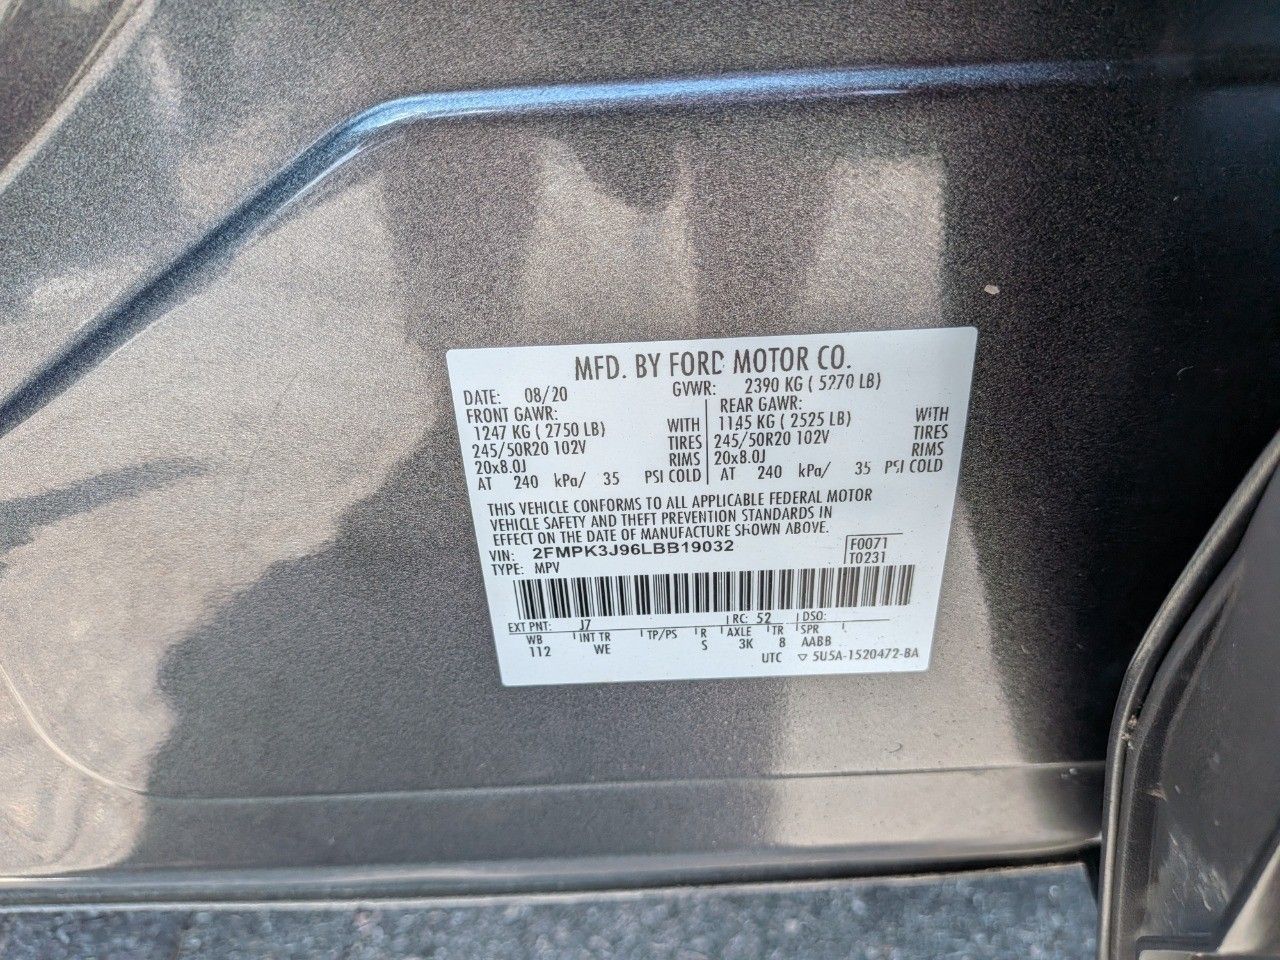 MFD. BY FORD MOTOR CO.
DATE: 08/20 GVWR: 2390 KG ( 5270 LB)
FRONT GAWR: REAR GAWR:
1247 KG ( 2750 LB) WITH 1145 KG ( 2525 LB) WITH
245/50R20 102V TIRES 245/50R20 102V TIRES
20x8.0J RIMS 20x8.0J RIMS
AT 240 kPa/ 35 PSI COLD AT 240 kPa/ 35 PSI COLD
THIS VEHICLE CONFORMS TO ALL APPLICABLE FEDERAL MOTOR
VEHICLE SAFETY AND THEFT PREVENTION STANDARDS IN
EFFECT ON THE DATE OF MANUFACTURE SHOWN ABOVE.
VIN: 2FMPK3J96LBB19032 F0071
TYPE: MPV T0231
EXT PNT: J7 RC: 52 DSO:
WB INT TR TP/PS R AXLE TR SPR
112 WE S 3K 8 AABB
UTC ▽ 5U5A-1520472-BA